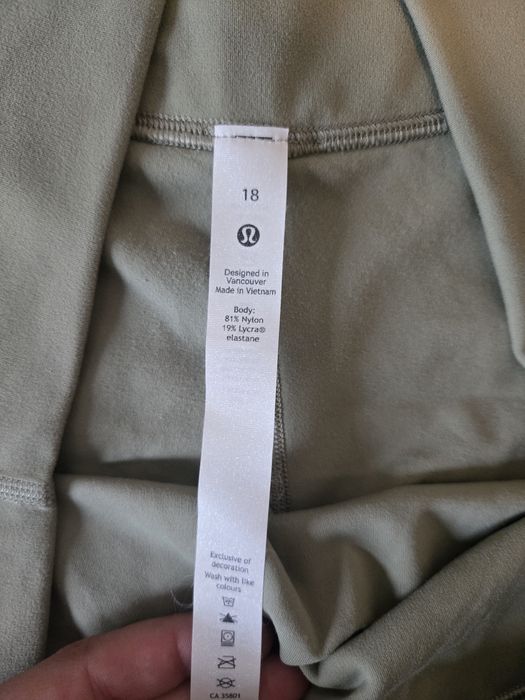 18
Designed in
Vancouver
Made in Vietnam
Body:
81% Nylon
19% Lycra®
elastane
Exclusive of
decoration
Wash with like
colours
CA 35801